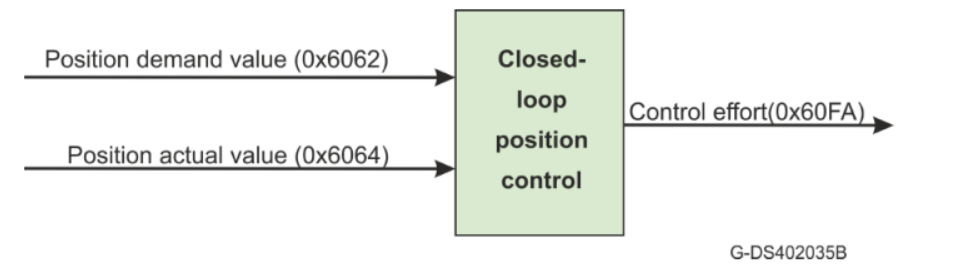 Position demand value (0x6062)
Position actual value (0x6064)
Closed-
loop
position
control
Control effort(0x60FA)
G-DS402035B